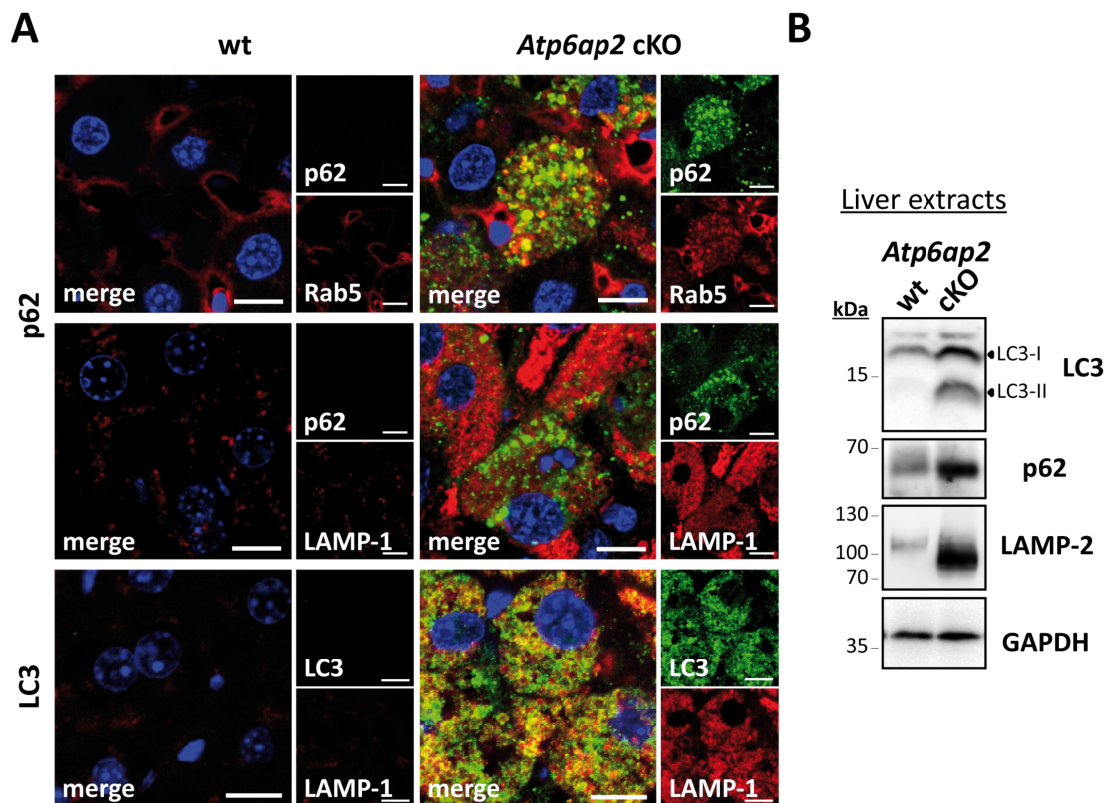 A
wt
Atp6ap2 cKO
p62
merge
p62
Rab5
merge
p62
Rab5
merge
p62
LAMP-1
merge
p62
LAMP-1
LC3
merge
LC3
LAMP-1
merge
LC3
LAMP-1
B
Liver extracts
Atp6ap2
wt
cKO
kDa
15
LC3-I
LC3-II
LC3
70
p62
130
100
70
LAMP-2
35
GAPDH